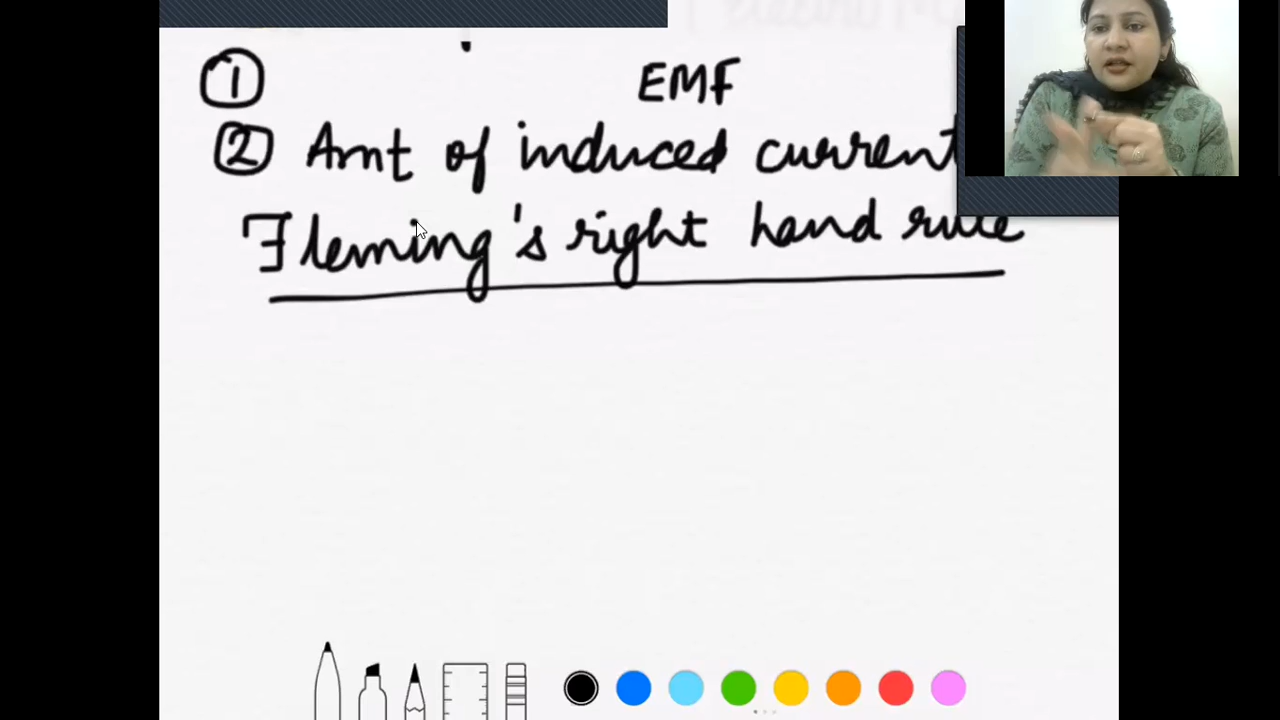 ① EMF
② Amt of induced current
Fleming's right hand rule